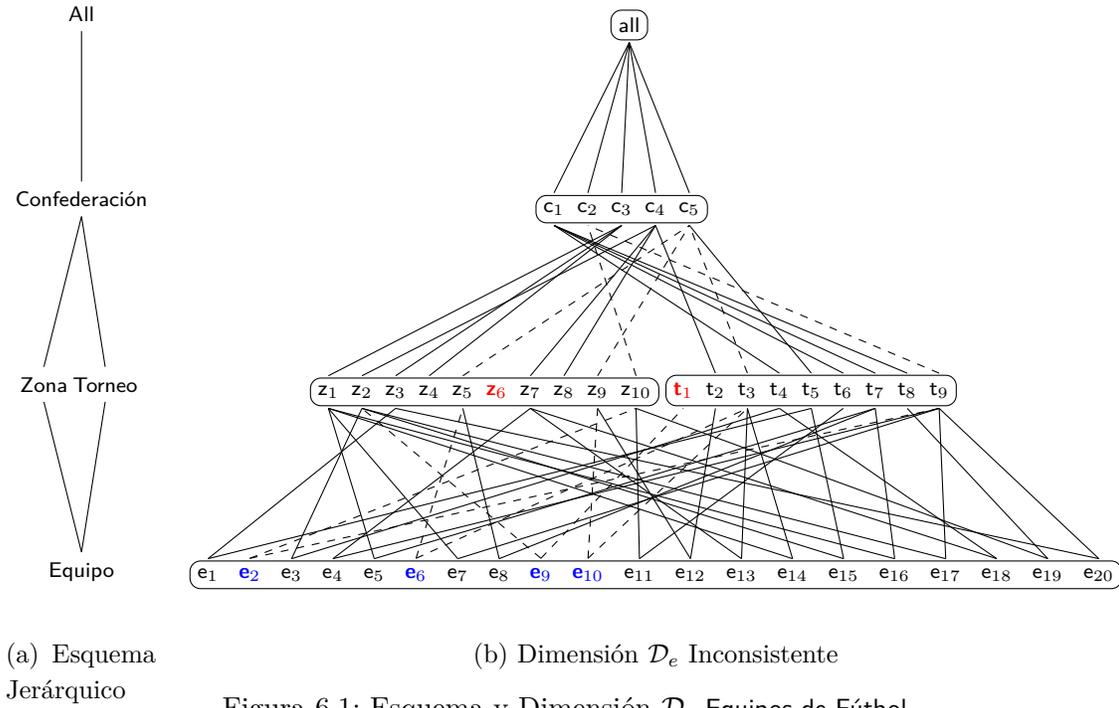 All
all
Confederación
c1 c2 c3 c4 c5
Zona Torneo
z1 z2 z3 z4 z5 z6 z7 z8 z9 z10
t1 t2 t3 t4 t5 t6 t7 t8 t9
Equipo
e1 e2 e3 e4 e5 e6 e7 e8 e9 e10 e11 e12 e13 e14 e15 e16 e17 e18 e19 e20
(a) Esquema
Jerárquico
(b) Dimensión De Inconsistente
Figura 6.1: Esquema y Dimensión D Equipos de Fútbol